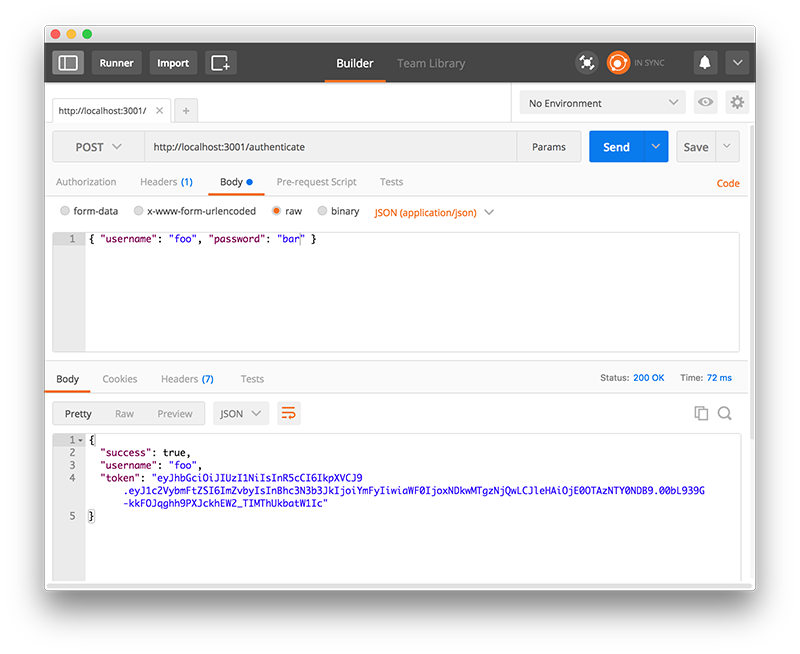 Runner Import Builder Team Library IN SYNC
http://localhost:3001/ No Environment
POST http://localhost:3001/authenticate Params Send Save
Authorization Headers (1) Body Pre-request Script Tests Code
form-data x-www-form-urlencoded raw binary JSON (application/json)
1 { "username": "foo", "password": "bar" }
Body Cookies Headers (7) Tests Status: 200 OK Time: 72 ms
Pretty Raw Preview JSON
1 {
2 "success": true,
3 "username": "foo",
4 "token": "eyJhbGciOiJIUzI1NiIsInR5cCI6IkpXVCJ9
.eyJ1c2VybmFtZSI6ImZvbyIsInBhc3N3b3JkIjoiYmFyIiwiaWF0IjoxNDkwMTgzNjQwLCJleHAiOjE0OTAzNTY0NDB9.00bL939G
-kkFOJqghh9PXJckhEW2_TIMThUkbatW1Ic"
5 }